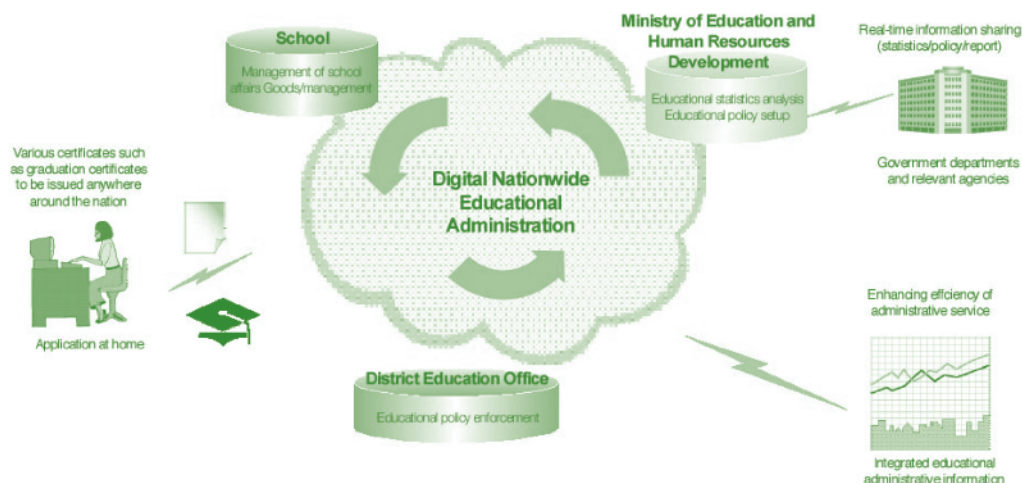 School
Management of school
affairs Goods/management
Ministry of Education and
Human Resources
Development
Educational statistics analysis
Educational policy setup
Real-time information sharing
(statistics/policy/report)
Government departments
and relevant agencies
Various certificates such
as graduation certificates
to be issued anywhere
around the nation
Application at home
Digital Nationwide
Educational
Administration
District Education Office
Educational policy enforcement
Enhancing effciency of
administrative service
Integrated educational
administrative information